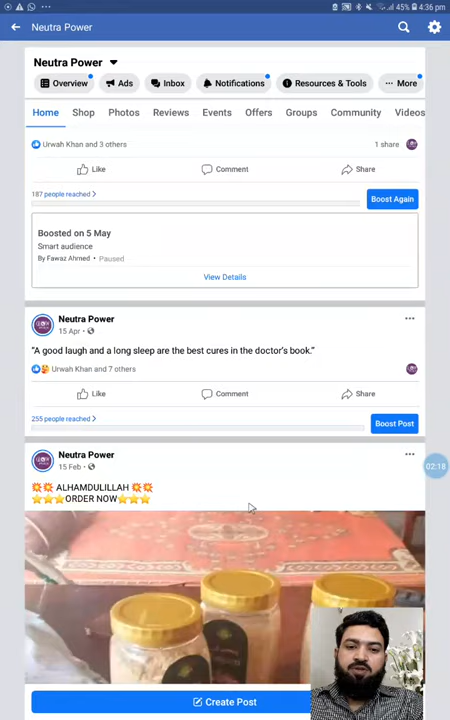 45% 4:36 pm
Neutra Power
Neutra Power
Overview Ads Inbox Notifications Resources & Tools More
Home Shop Photos Reviews Events Offers Groups Community Videos
Urwah Khan and 3 others 1 share
Like Comment Share
187 people reached
Boost Again
Boosted on 5 May
Smart audience
By Fawaz Ahmed • Paused
View Details
Neutra Power
15 Apr
“A good laugh and a long sleep are the best cures in the doctor’s book.”
Urwah Khan and 7 others
Like Comment Share
255 people reached
Boost Post
Neutra Power
02:18
15 Feb
ALHAMDULILLAH
ORDER NOW
Create Post